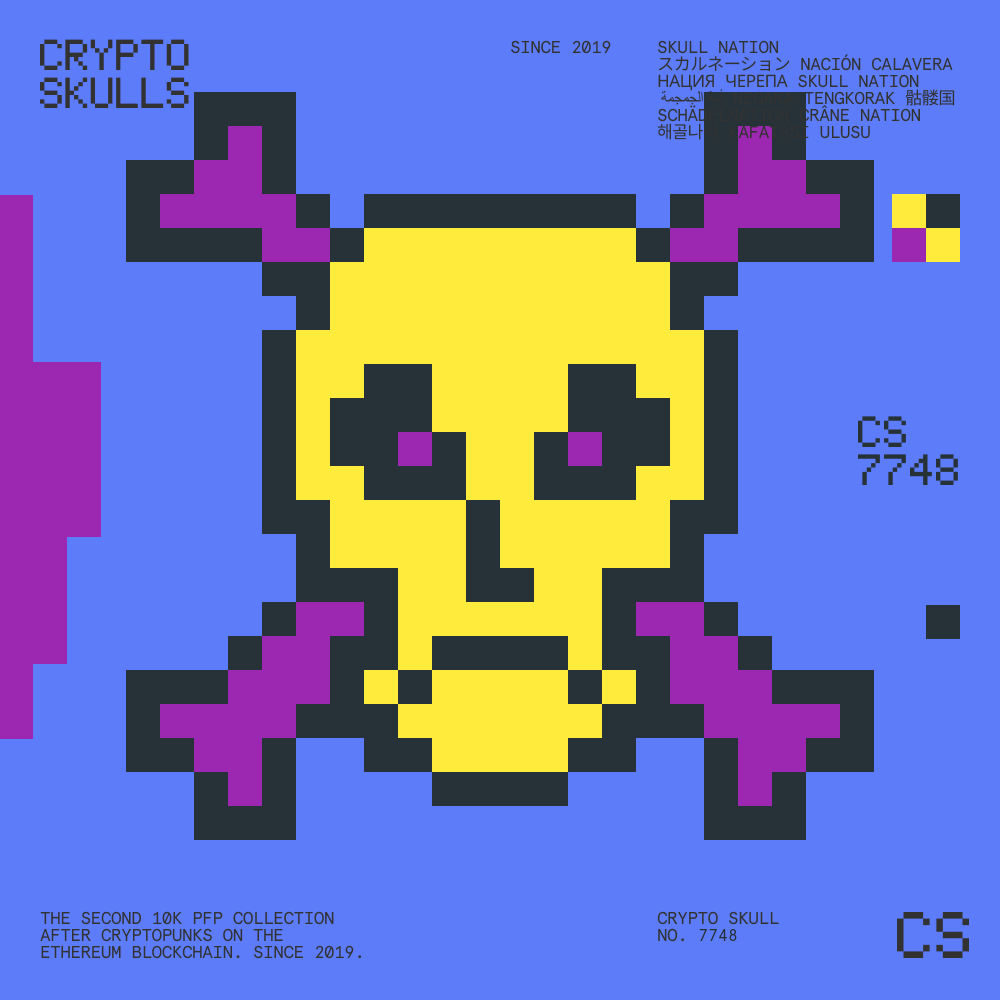 CRYPTO
SKULLS
SINCE 2019
SKULL NATION
スカルネーション NACIÓN CALAVERA
НАЦИЯ ЧЕРЕПА SKULL NATION
الجمجمة TENGKORAK 骷髅国
CRÂNE NATION
ULUSU
CS
7748
THE SECOND 10K PFP COLLECTION
AFTER CRYPTOPUNKS ON THE
ETHEREUM BLOCKCHAIN. SINCE 2019.
CRYPTO SKULL
NO. 7748
CS